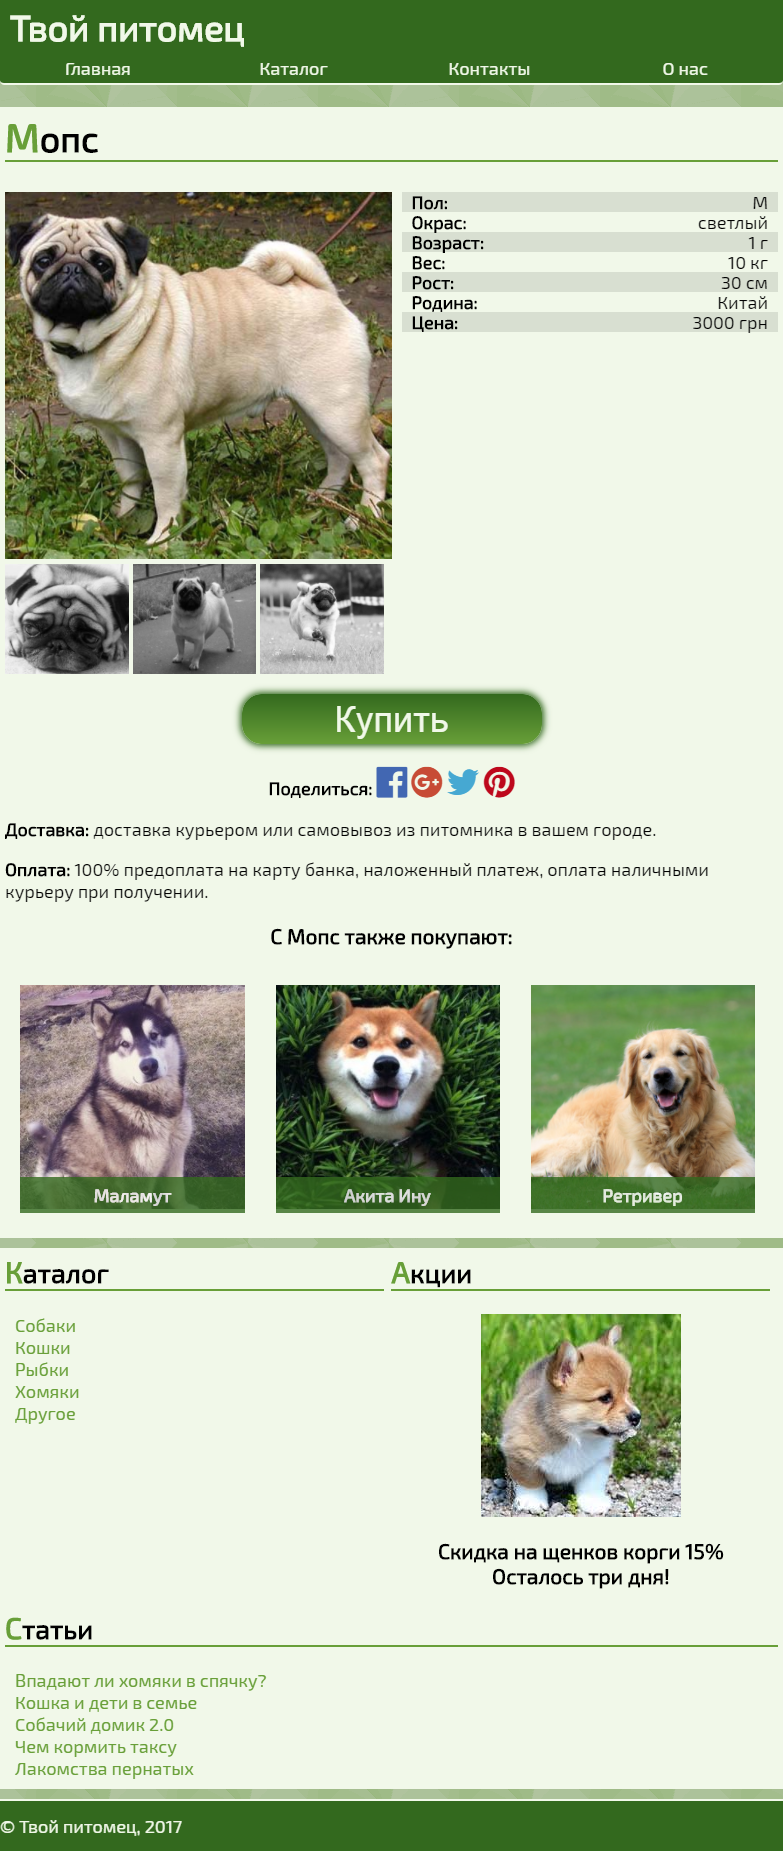 Твой питомец
Главная Каталог Контакты О нас
Мопс
Пол: М
Окрас: светлый
Возраст: 1 г
Вес: 10 кг
Рост: 30 см
Родина: Китай
Цена: 3000 грн
Купить
Поделиться:
Доставка: доставка курьером или самовывоз из питомника в вашем городе.
Оплата: 100% предоплата на карту банка, наложенный платеж, оплата наличными
курьеру при получении.
С Мопс также покупают:
Маламут Акита Ину Ретривер
Каталог
Собаки
Кошки
Рыбки
Хомяки
Другое
Акции
Скидка на щенков корги 15%
Осталось три дня!
Статьи
Впадают ли хомяки в спячку?
Кошка и дети в семье
Собачий домик 2.0
Чем кормить таксу
Лакомства пернатых
© Твой питомец, 2017